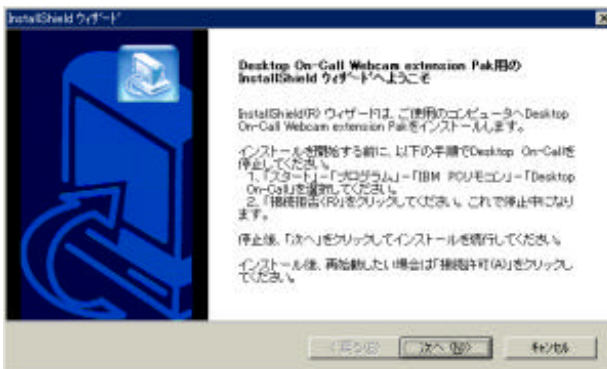 InstallShield ウィザード
Desktop On-Call Webcam extension Pak用の
InstallShield ウィザードへようこそ
InstallShield(R) ウィザードは、ご使用のコンピュータへDesktop
On-Call Webcam extension Pakをインストールします。
インストールを開始する前に、以下の手順でDesktop On-Callを
停止してください。
1.「スタート」-「プログラム」-「IBM PCリモコン」-「Desktop
On-Call」を選択してください。
2.「接続拒否(R)」をクリックしてください。これで停止中になり
ます。
停止後、「次へ」をクリックしてインストールを続行してください。
インストール後、再始動したい場合は「接続許可(A)」をクリックし
てください。
< 戻る(B)
次へ (N)>
キャンセル